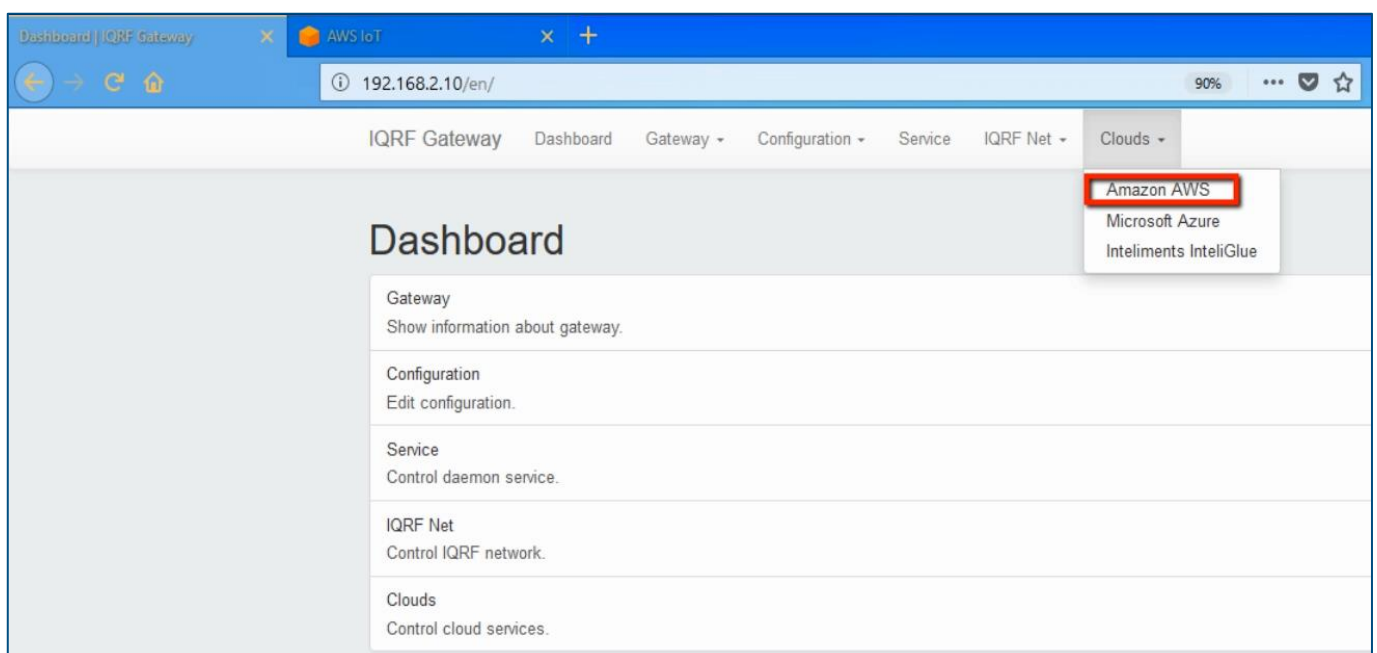 Dashboard | IQRF Gateway
AWS IoT
192.168.2.10/en/
90%
IQRF Gateway Dashboard Gateway Configuration Service IQRF Net Clouds
Amazon AWS
Microsoft Azure
Inteliments InteliGlue
Dashboard
Gateway
Show information about gateway.
Configuration
Edit configuration.
Service
Control daemon service.
IQRF Net
Control IQRF network.
Clouds
Control cloud services.